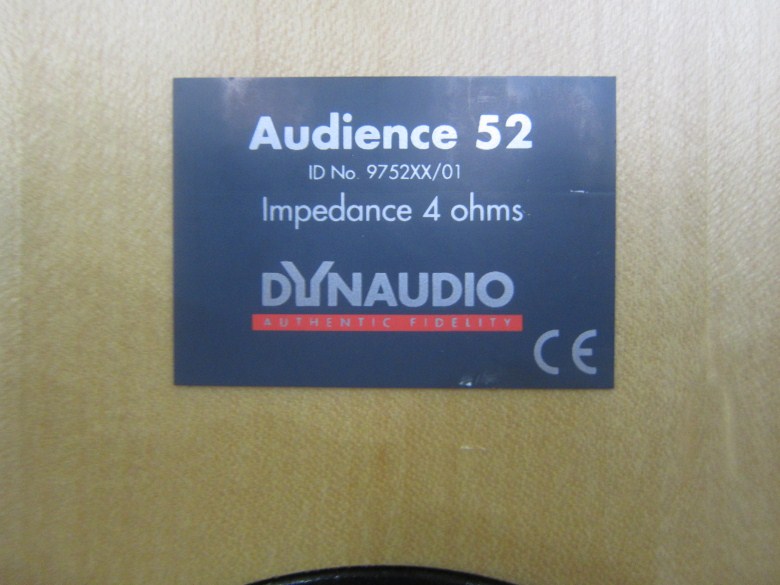 Audience 52
ID No. 9752XX/01
Impedance 4 ohms
DYNAUDIO
AUTHENTIC FIDELITY
CE